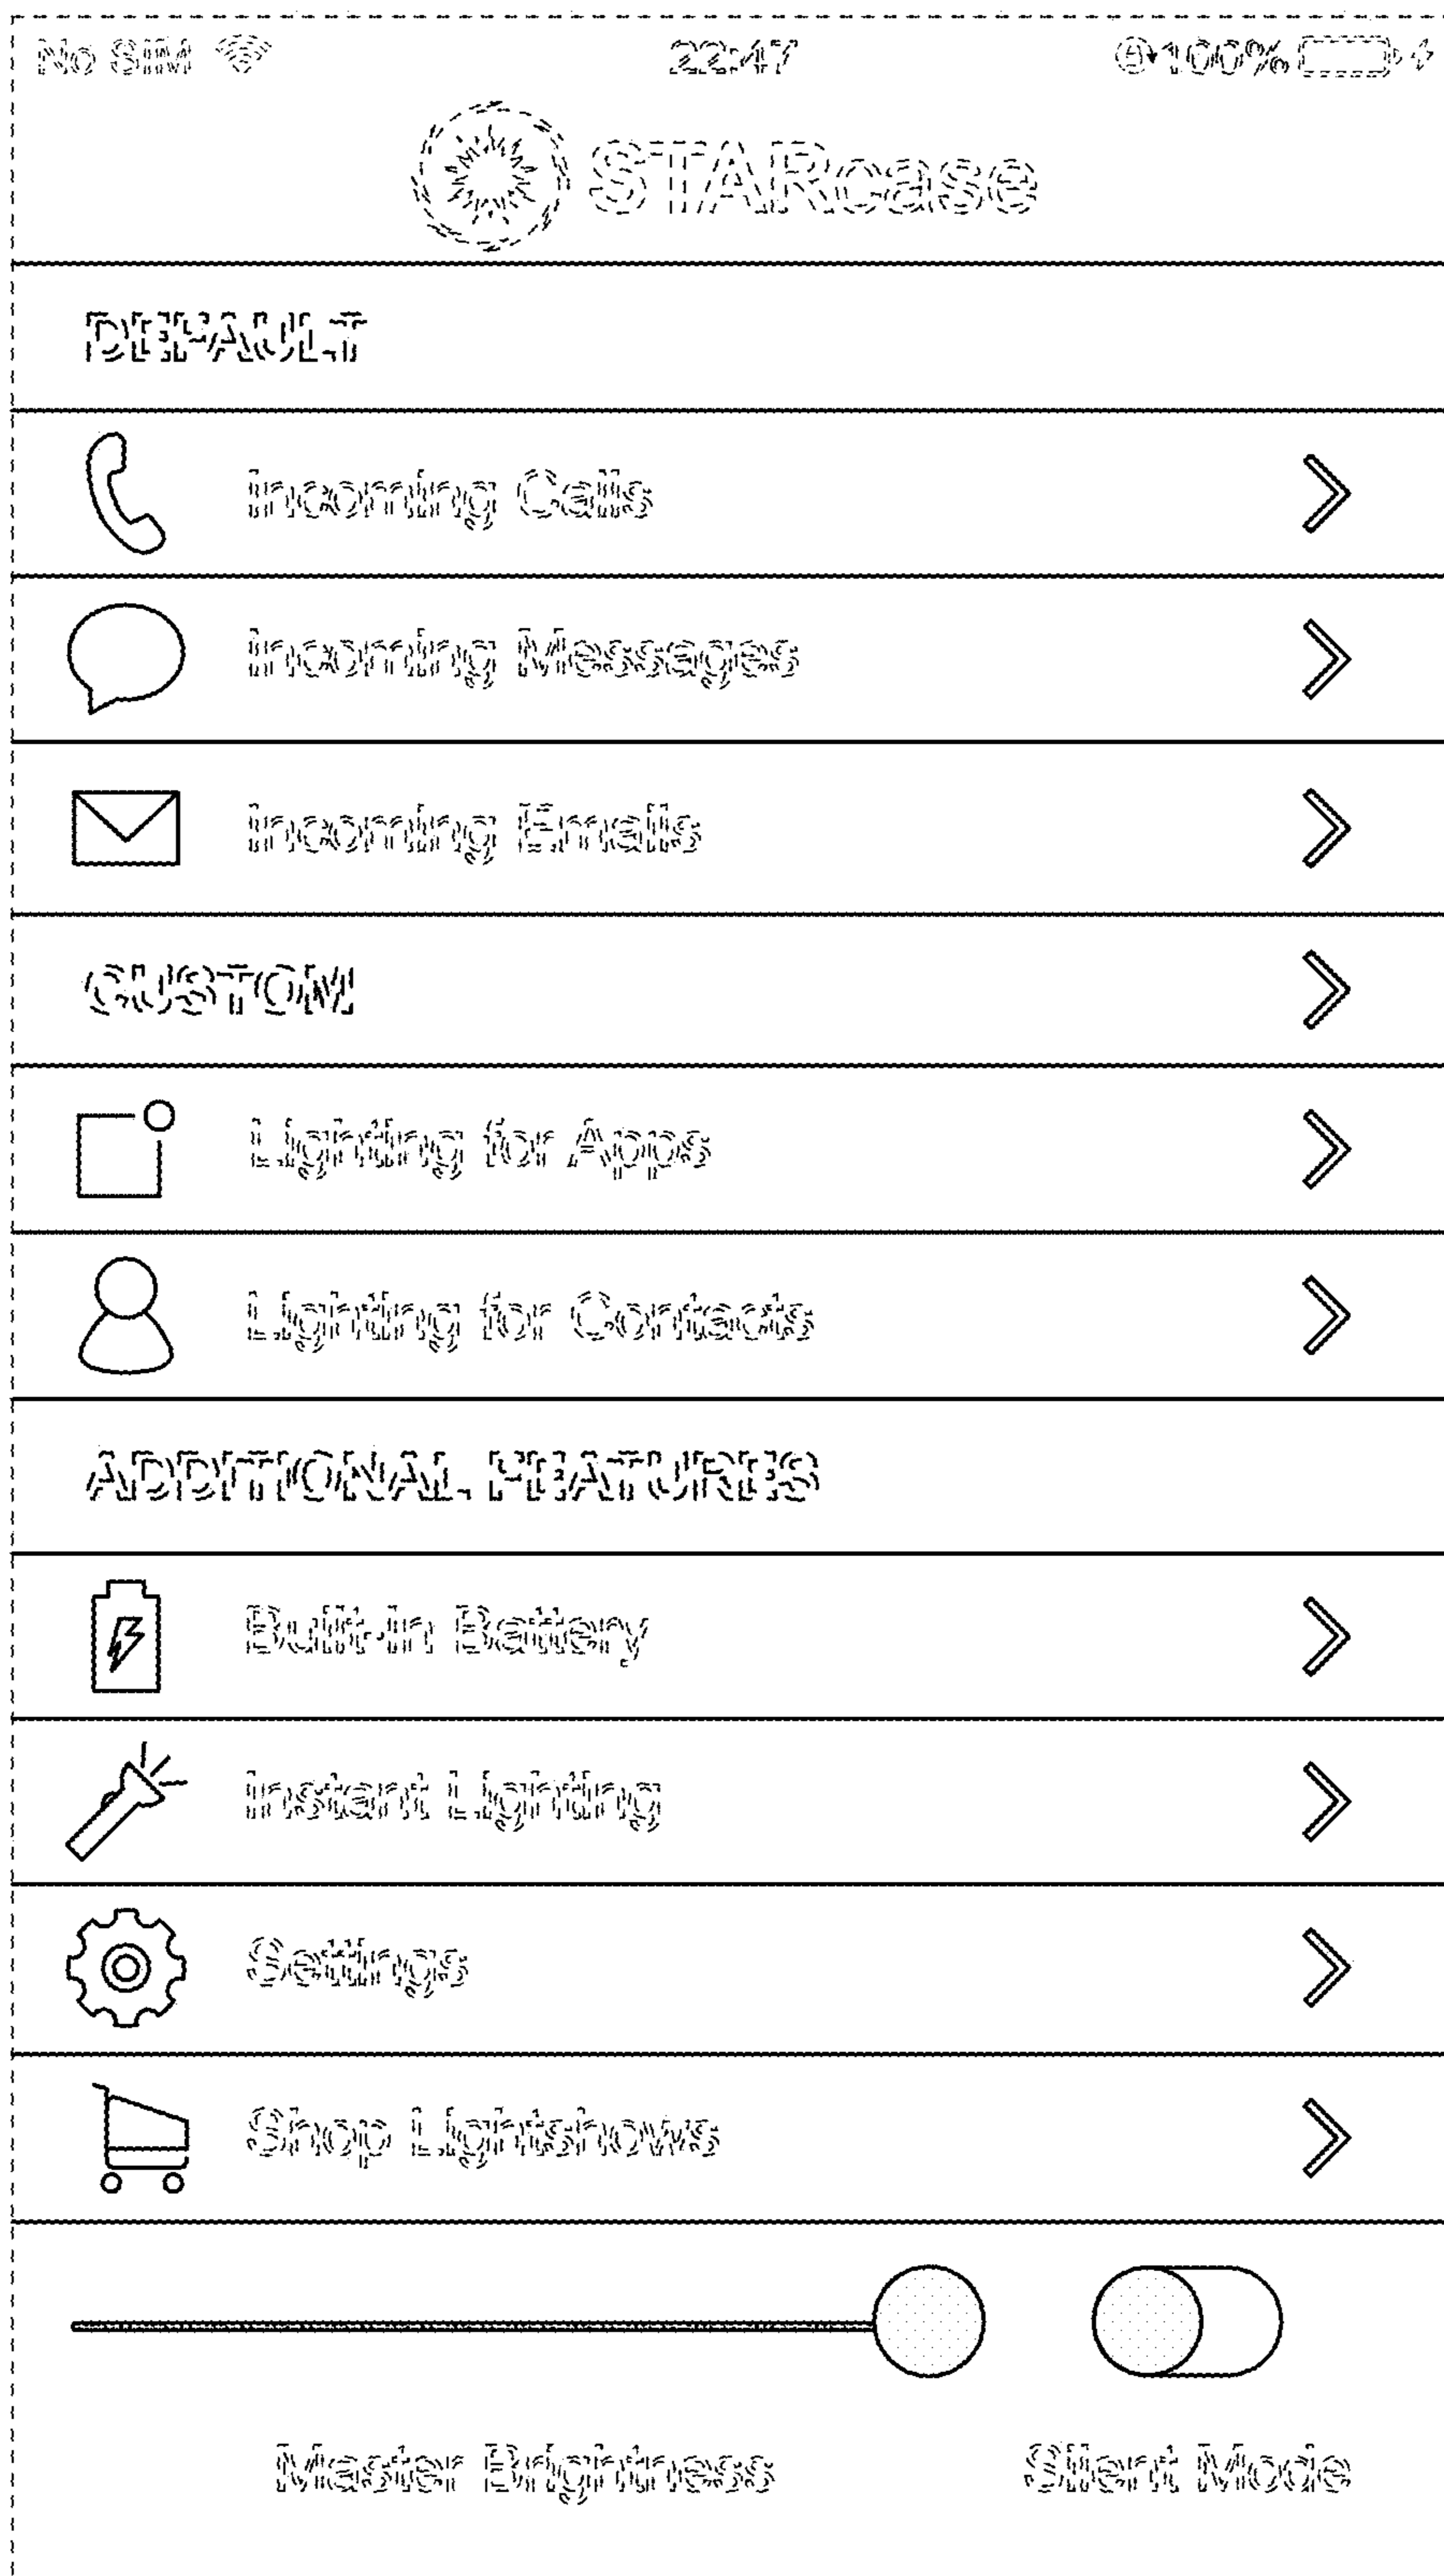 No SIM 22:47 100%
STARcase
DEFAULT
Incoming Calls
Incoming Messages
Incoming Emails
CUSTOM
Lighting for Apps
Lighting for Contacts
ADDITIONAL FEATURES
Built-in Battery
Instant Lighting
Settings
Shop Lightshows
Master Brightness Silent Mode